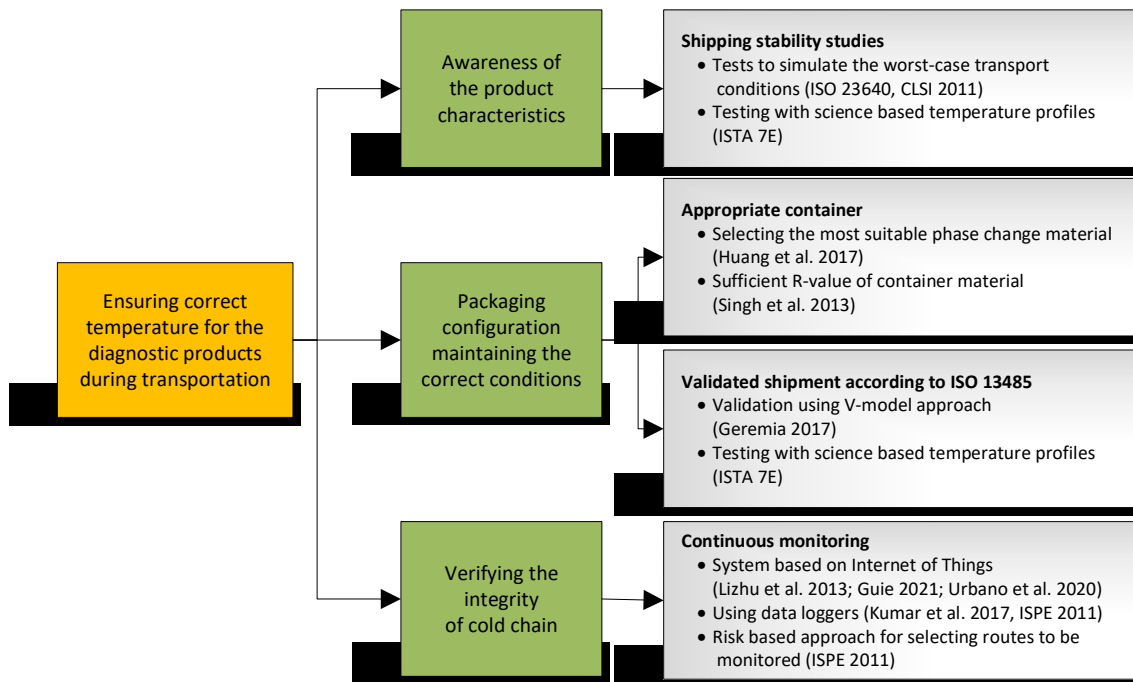 Ensuring correct
temperature for the
diagnostic products
during transportation
Awareness of
the product
characteristics
Shipping stability studies
• Tests to simulate the worst-case transport
conditions (ISO 23640, CLSI 2011)
• Testing with science based temperature profiles
(ISTA 7E)
Packaging
configuration
maintaining the
correct conditions
Appropriate container
• Selecting the most suitable phase change material
(Huang et al. 2017)
• Sufficient R-value of container material
(Singh et al. 2013)
Validated shipment according to ISO 13485
• Validation using V-model approach
(Geremia 2017)
• Testing with science based temperature profiles
(ISTA 7E)
Verifying the
integrity
of cold chain
Continuous monitoring
• System based on Internet of Things
(Lizhu et al. 2013; Guie 2021; Urbano et al. 2020)
• Using data loggers (Kumar et al. 2017, ISPE 2011)
• Risk based approach for selecting routes to be
monitored (ISPE 2011)